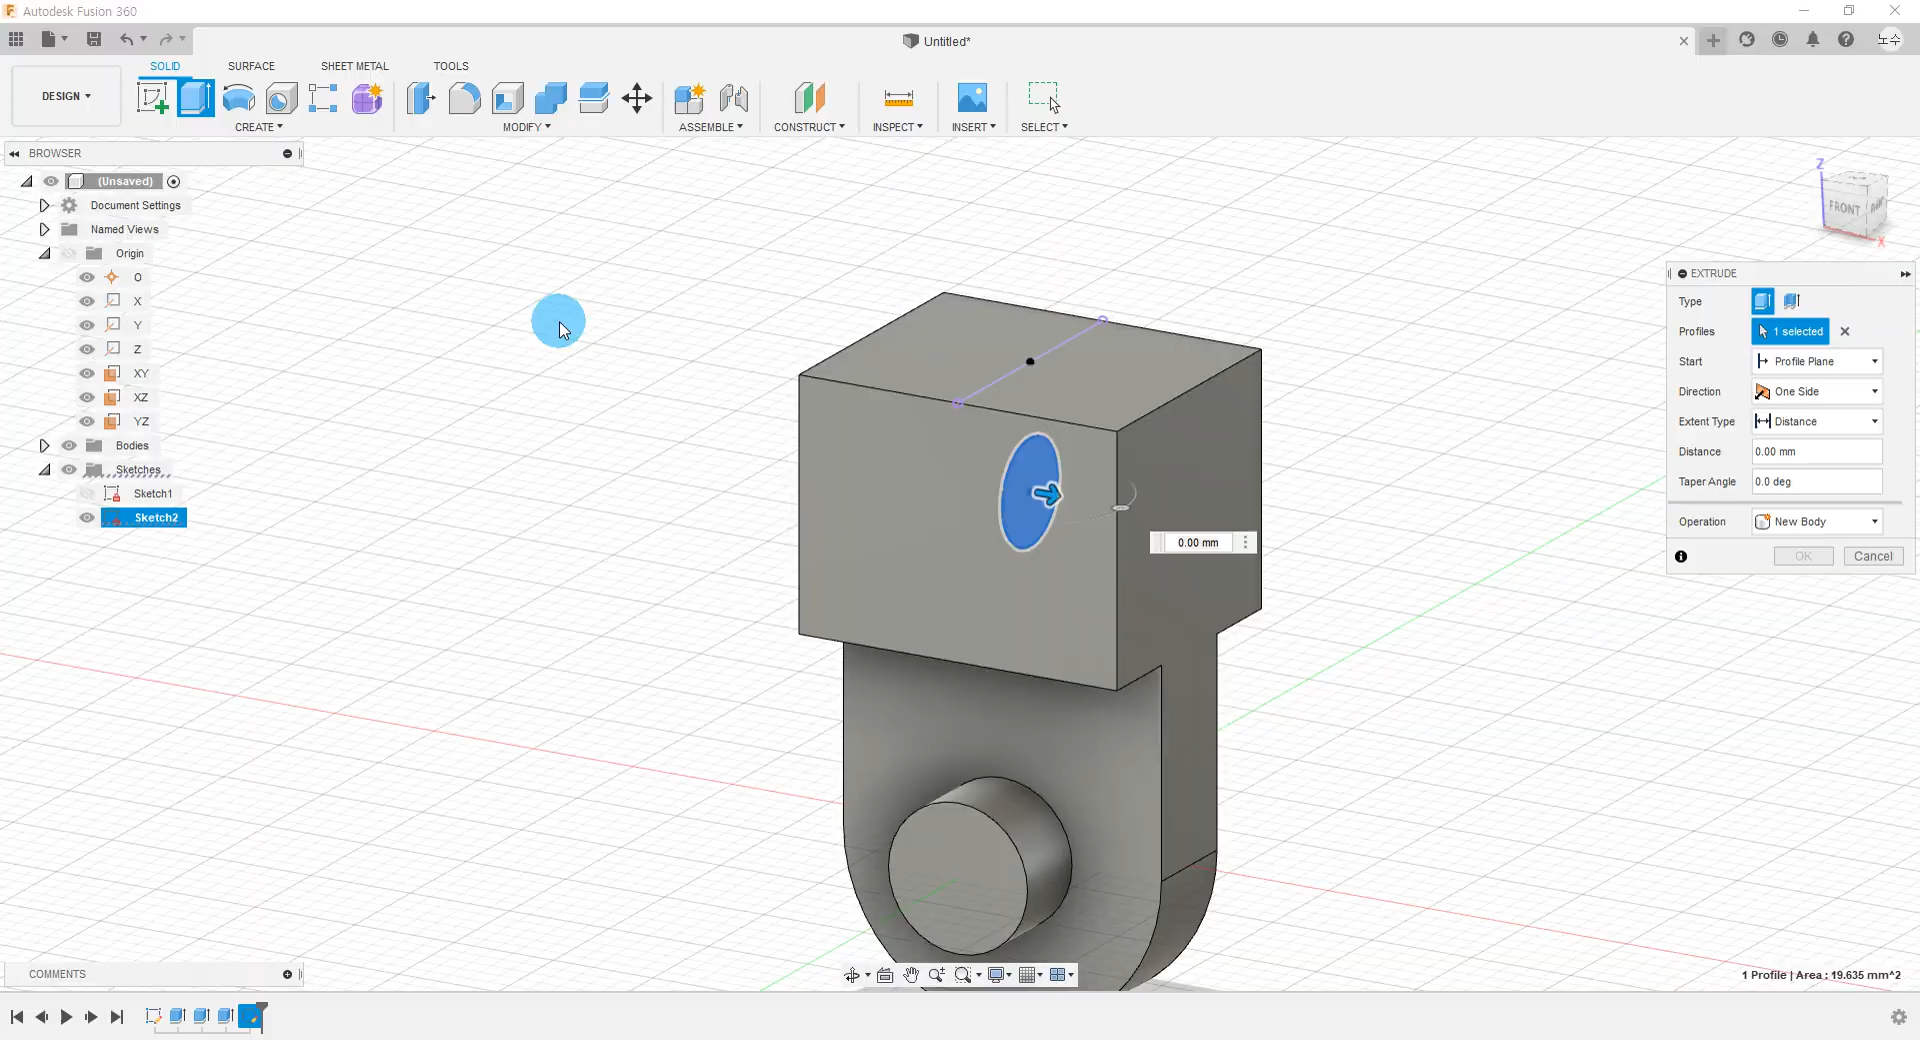 Autodesk Fusion 360
Untitled*
노수
DESIGN
SOLID
SURFACE
SHEET METAL
TOOLS
CREATE
MODIFY
ASSEMBLE
CONSTRUCT
INSPECT
INSERT
SELECT
BROWSER
(Unsaved)
Document Settings
Named Views
Origin
O
X
Y
Z
XY
XZ
YZ
Bodies
Sketches
Sketch1
Sketch2
Z
FRONT
X
0.00 mm
EXTRUDE
Type
Profiles 1 selected
Start Profile Plane
Direction One Side
Extent Type Distance
Distance 0.00 mm
Taper Angle 0.0 deg
Operation New Body
OK Cancel
COMMENTS
1 Profile | Area : 19.635 mm^2